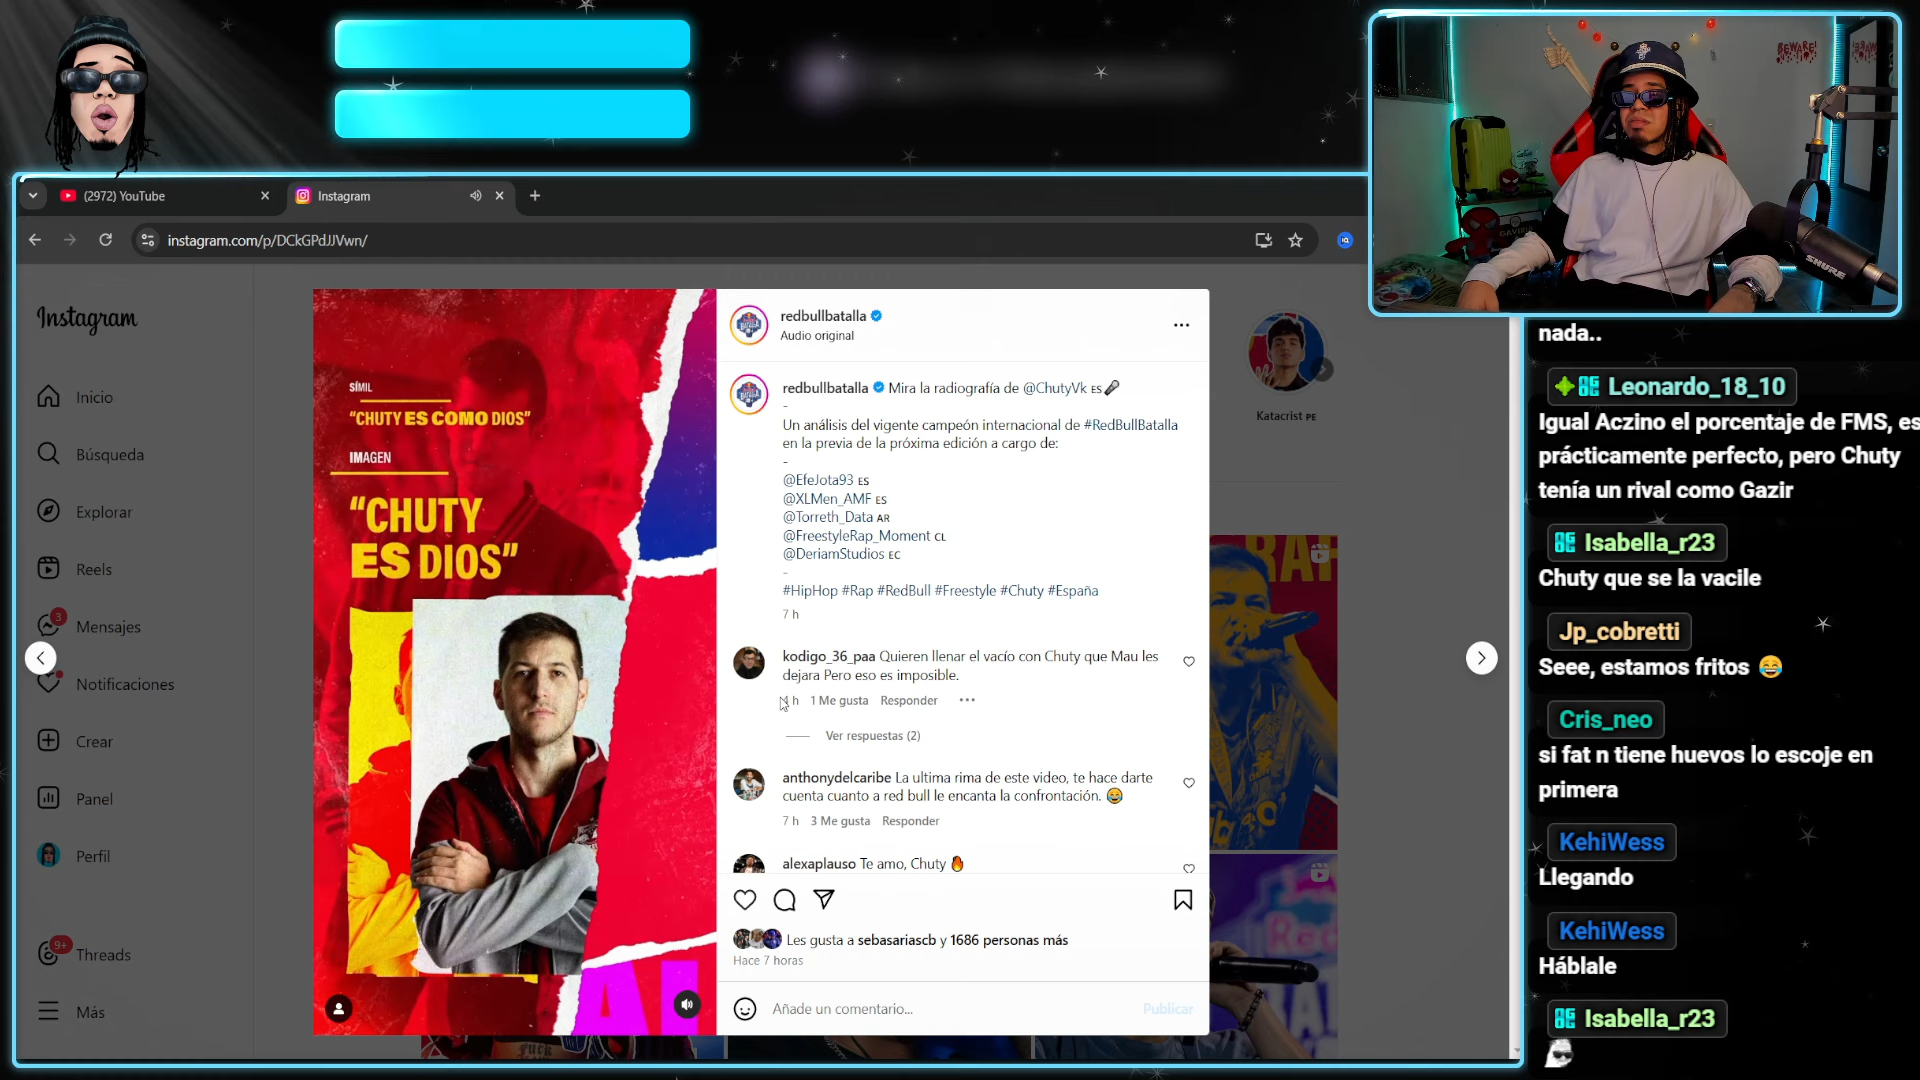 (2972) YouTube
Instagram
instagram.com/p/DCkGPdJJVwn/
BEWARE!
Instagram
Inicio
Búsqueda
Explorar
Reels
3
Mensajes
Notificaciones
Crear
Panel
Perfil
9+
Threads
Más
SÍMIL
“CHUTY ES COMO DIOS”
IMAGEN
“CHUTY
ES DIOS”
redbullbatalla
Audio original
redbullbatalla Mira la radiografía de @ChutyVk ES🎤
-
Un análisis del vigente campeón internacional de #RedBullBatalla
en la previa de la próxima edición a cargo de:
-
@EfeJota93 ES
@XLMen_AMF ES
@Torreth_Data AR
@FreestyleRap_Moment CL
@DeriamStudios EC
-
#HipHop #Rap #RedBull #Freestyle #Chuty #España
7 h
kodigo_36_paa Quieren llenar el vacío con Chuty que Mau les
dejara Pero eso es imposible.
h 1 Me gusta Responder
Ver respuestas (2)
anthonydelcaribe La ultima rima de este video, te hace darte
cuenta cuanto a red bull le encanta la confrontación. 😂
7 h 3 Me gusta Responder
alexaplauso Te amo, Chuty 🔥
Les gusta a sebasariascb y 1686 personas más
Hace 7 horas
Añade un comentario...
Publicar
Katacrist PE
SHURE
nada..
Leonardo_18_10
Igual Aczino el porcentaje de FMS, es
prácticamente perfecto, pero Chuty
tenía un rival como Gazir
Isabella_r23
Chuty que se la vacile
Jp_cobretti
Seee, estamos fritos 😂
Cris_neo
si fat n tiene huevos lo escoje en
primera
KehiWess
Llegando
KehiWess
Háblale
Isabella_r23